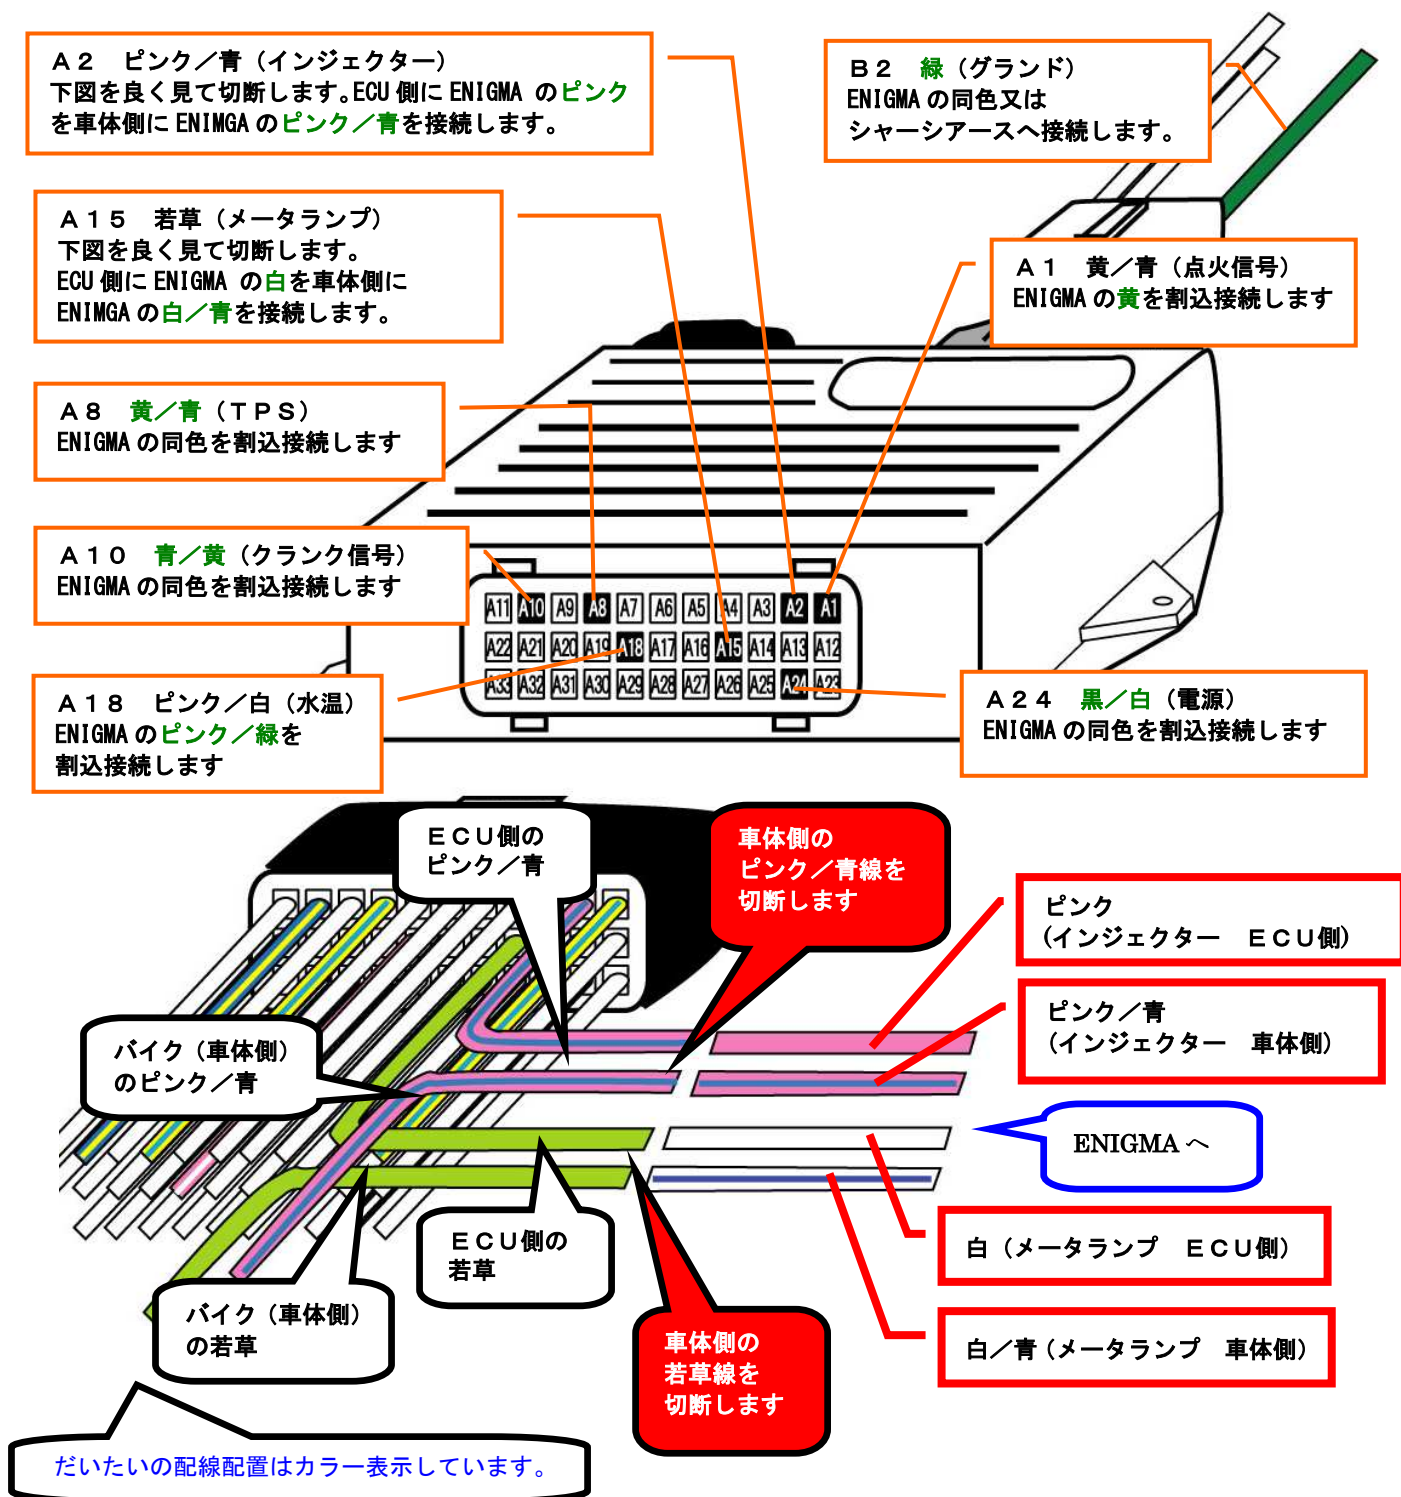 Ａ２　ピンク／青（インジェクター）
下図を良く見て切断します。ECU 側に ENIGMA のピンク
を車体側に ENIMGA のピンク／青を接続します。
Ｂ２　緑（グランド）
ENIGMA の同色又は
シャーシアースへ接続します。
Ａ１５　若草（メータランプ）
下図を良く見て切断します。
ECU 側に ENIGMA の白を車体側に
ENIMGA の白／青を接続します。
Ａ１　黄／青（点火信号）
ENIGMA の黄を割込接続します
Ａ８　黄／青（ＴＰＳ）
ENIGMA の同色を割込接続します
Ａ１０　青／黄（クランク信号）
ENIGMA の同色を割込接続します
A11 A10 A9 A8 A7 A6 A5 A4 A3 A2 A1
A22 A21 A20 A19 A18 A17 A16 A15 A14 A13 A12
A33 A32 A31 A30 A29 A28 A27 A26 A25 A24 A23
Ａ１８　ピンク／白（水温）
ENIGMA のピンク／緑を
割込接続します
Ａ２４　黒／白（電源）
ENIGMA の同色を割込接続します
ＥＣＵ側の
ピンク／青
車体側の
ピンク／青線を
切断します
ピンク
(インジェクター　ＥＣＵ側)
ピンク／青
(インジェクター　車体側)
バイク（車体側）
のピンク／青
ENIGMA へ
ＥＣＵ側の
若草
白（メータランプ　ＥＣＵ側）
バイク（車体側）
の若草
車体側の
若草線を
切断します
白／青（メータランプ　車体側）
だいたいの配線配置はカラー表示しています。